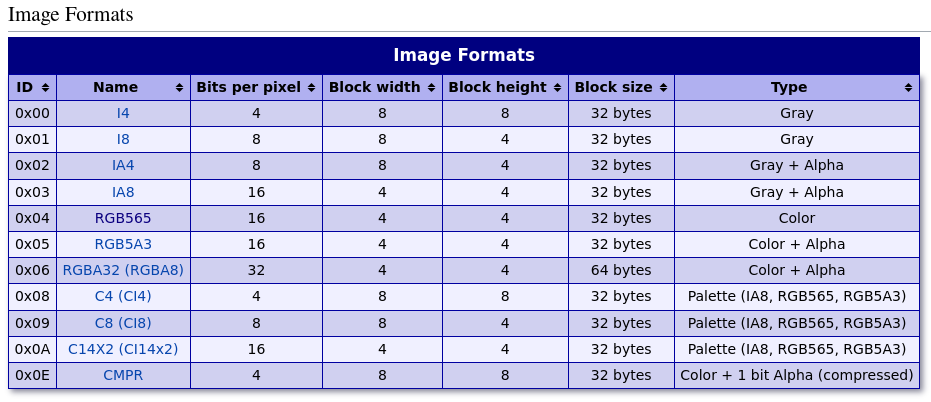 Image Formats
Image Formats
ID Name Bits per pixel Block width Block height Block size Type
0x00 I4 4 8 8 32 bytes Gray
0x01 I8 8 8 4 32 bytes Gray
0x02 IA4 8 8 4 32 bytes Gray + Alpha
0x03 IA8 16 4 4 32 bytes Gray + Alpha
0x04 RGB565 16 4 4 32 bytes Color
0x05 RGB5A3 16 4 4 32 bytes Color + Alpha
0x06 RGBA32 (RGBA8) 32 4 4 64 bytes Color + Alpha
0x08 C4 (CI4) 4 8 8 32 bytes Palette (IA8, RGB565, RGB5A3)
0x09 C8 (CI8) 8 8 4 32 bytes Palette (IA8, RGB565, RGB5A3)
0x0A C14X2 (CI14x2) 16 4 4 32 bytes Palette (IA8, RGB565, RGB5A3)
0x0E CMPR 4 8 8 32 bytes Color + 1 bit Alpha (compressed)